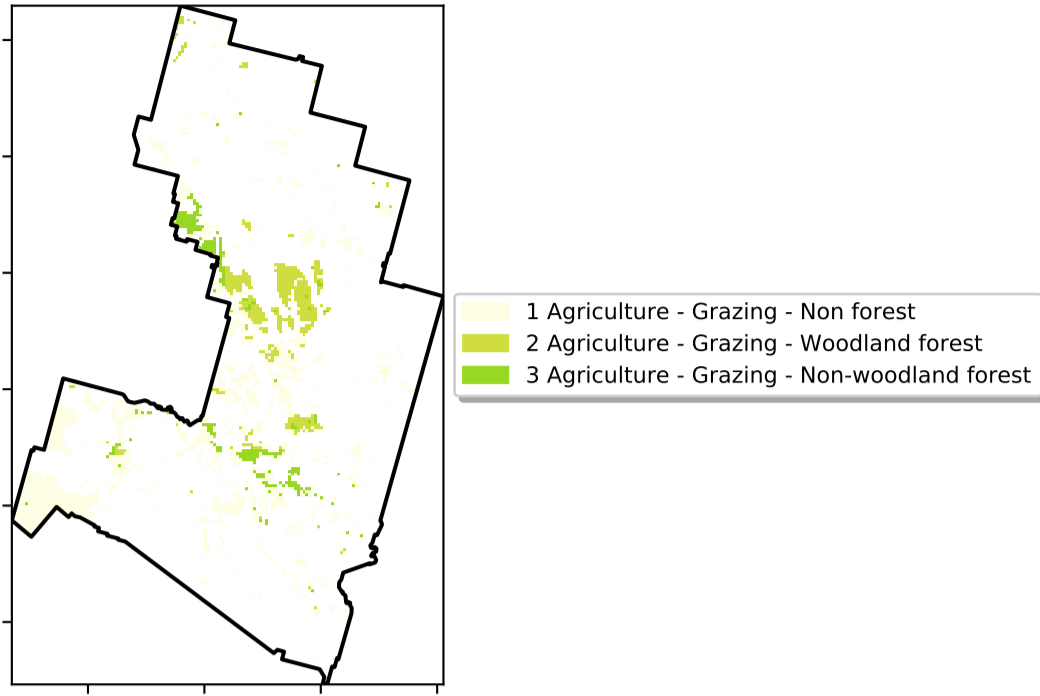 1 Agriculture - Grazing - Non forest
2 Agriculture - Grazing - Woodland forest
3 Agriculture - Grazing - Non-woodland forest